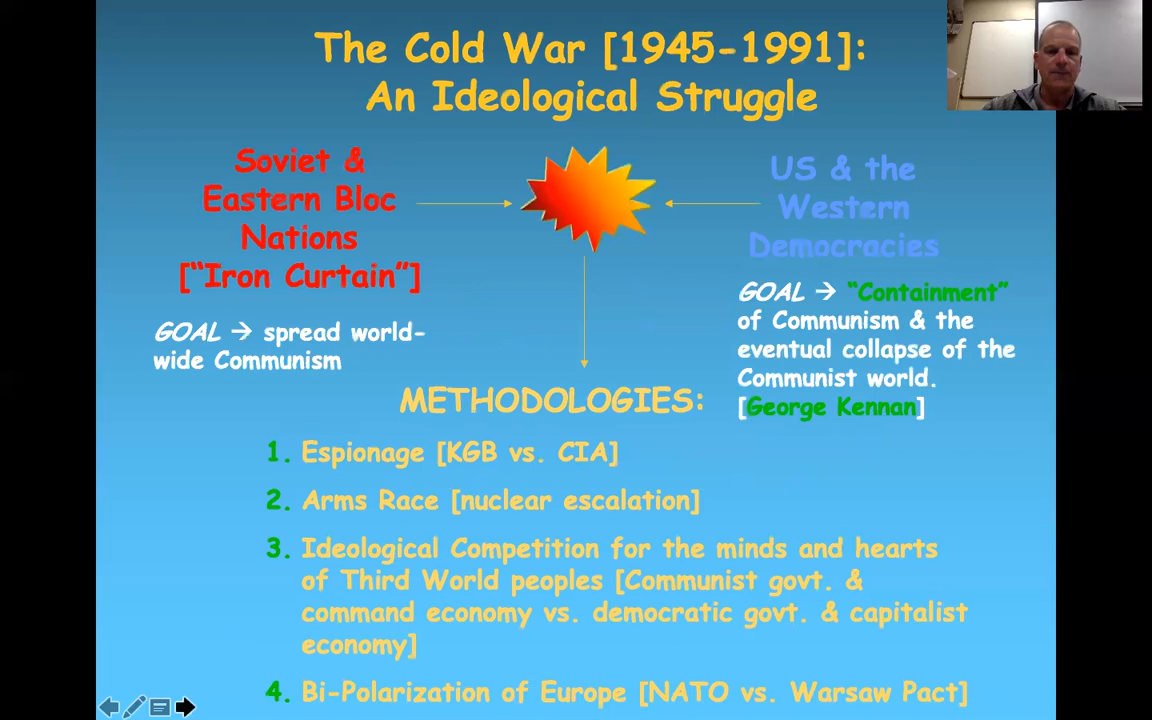 The Cold War [1945-1991]:
An Ideological Struggle
Soviet &
Eastern Bloc
Nations
["Iron Curtain"]
GOAL → spread world-
wide Communism
US & the
Western
Democracies
GOAL → "Containment"
of Communism & the
eventual collapse of the
Communist world.
[George Kennan]
METHODOLOGIES:
1. Espionage [KGB vs. CIA]
2. Arms Race [nuclear escalation]
3. Ideological Competition for the minds and hearts
of Third World peoples [Communist govt. &
command economy vs. democratic govt. & capitalist
economy]
4. Bi-Polarization of Europe [NATO vs. Warsaw Pact]